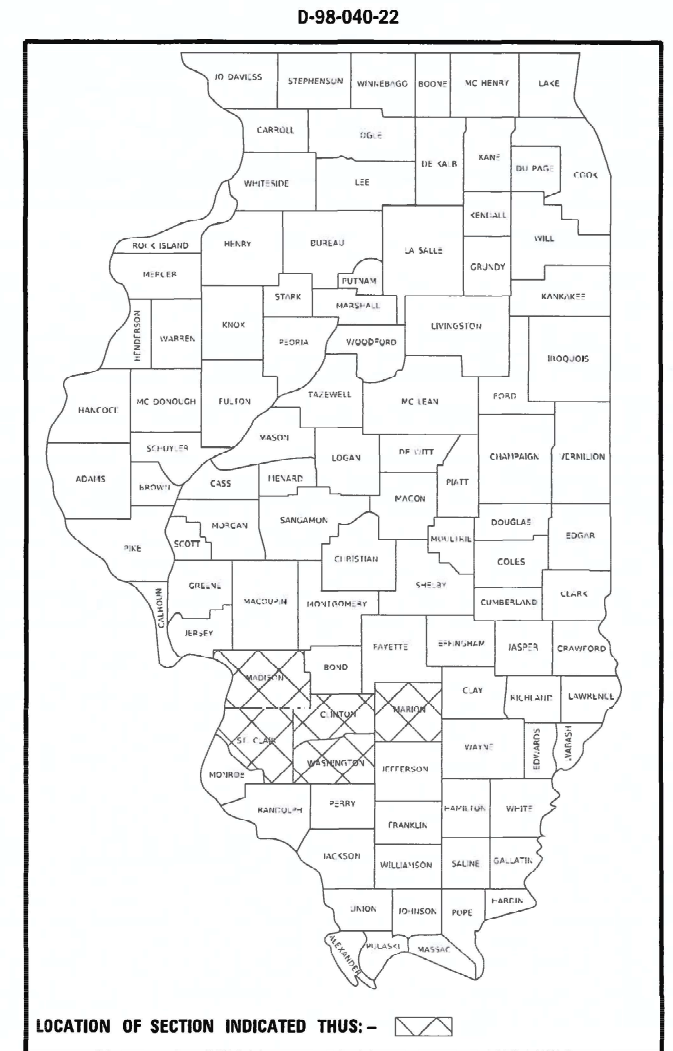 D-98-040-22
JO DAVIESS
STEPHENSON
WINNEBAGO
BOONE
MC HENRY
LAKE
CARROLL
OGLE
DE KALB
KANE
DU PAGE
COOK
WHITESIDE
LEE
KENDALL
ROCK ISLAND
HENRY
BUREAU
LA SALLE
WILL
GRUNDY
MERCER
PUTNAM
STARK
MARSHALL
KANKAKEE
HENDERSON
WARREN
KNOX
PEORIA
WOODFORD
LIVINGSTON
IROQUOIS
HANCOCK
MC DONOUGH
FULTON
TAZEWELL
MC LEAN
FORD
MASON
SCHUYLER
LOGAN
DE WITT
CHAMPAIGN
VERMILION
ADAMS
BROWN
CASS
MENARD
PIATT
MACON
MORGAN
SANGAMON
DOUGLAS
PIKE
SCOTT
MOULTRIE
EDGAR
CHRISTIAN
COLES
GREENE
SHELBY
CALHOUN
MACOUPIN
MONTGOMERY
CUMBERLAND
CLARK
JERSEY
FAYETTE
EFFINGHAM
JASPER
CRAWFORD
BOND
MADISON
CLAY
RICHLAND
LAWRENCE
CLINTON
MARION
ST. CLAIR
WAYNE
EDWARDS
WABASH
WASHINGTON
JEFFERSON
MONROE
RANDOLPH
PERRY
HAMILTON
WHITE
FRANKLIN
JACKSON
WILLIAMSON
SALINE
GALLATIN
UNION
JOHNSON
POPE
HARDIN
ALEXANDER
PULASKI
MASSAC
LOCATION OF SECTION INDICATED THUS: –